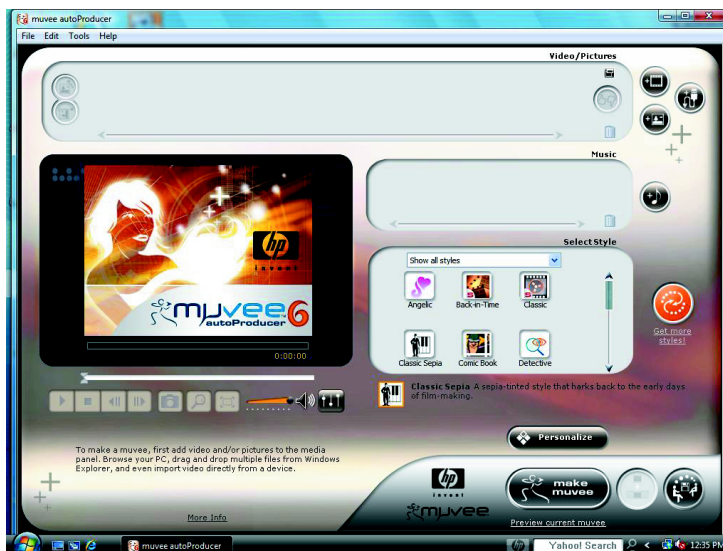 muvee autoProducer
File Edit Tools Help
Video/Pictures
Music
Select Style
Show all styles
Angelic Back-in-Time Classic
Classic Sepia Comic Book Detective
Get more
styles!
hp
invent
muvee 6
autoProducer
0:00:00
Classic Sepia A sepia-tinted style that harks back to the early days
of film-making.
Personalize
To make a muvee, first add video and/or pictures to the media
panel. Browse your PC, drag and drop multiple files from Windows
Explorer, and even import video directly from a device.
More Info
hp
invent
muvee
make
muvee
Preview current muvee
muvee autoProducer
hp
Yahoo! Search
12:35 PM